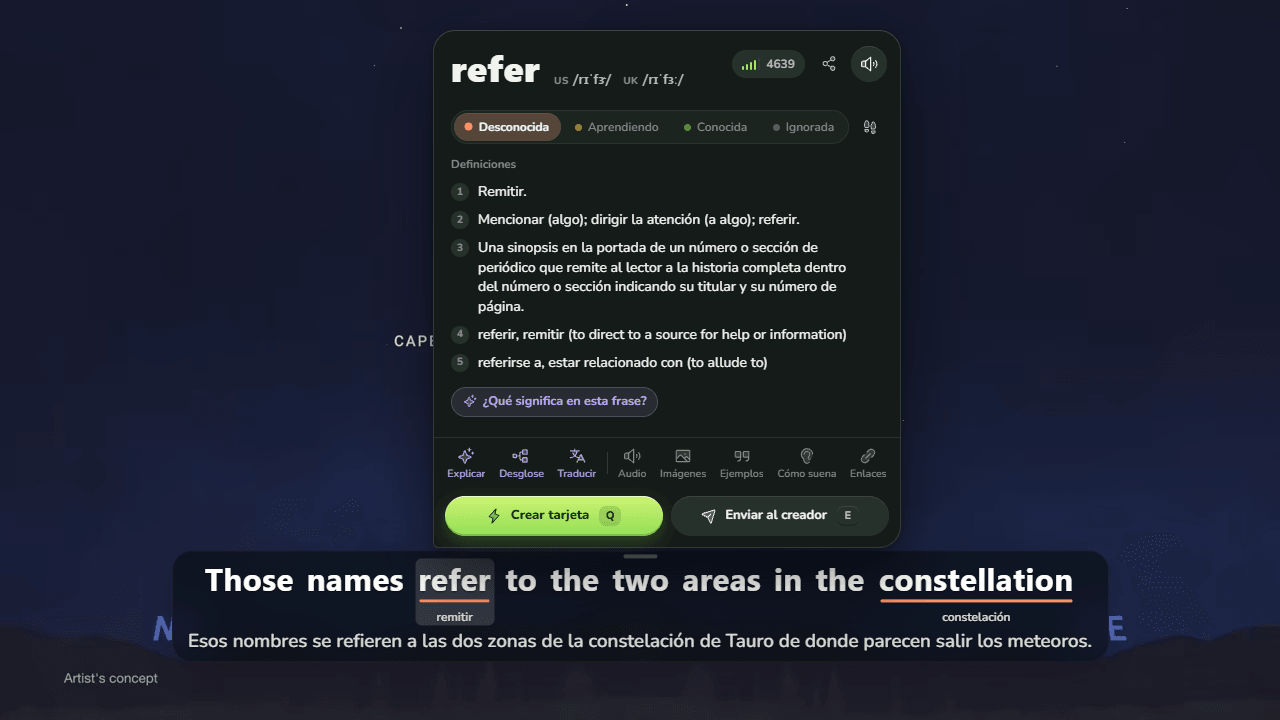 refer US /rɪˈfɝ/ UK /rɪˈfɜː/ 4639
Desconocida Aprendiendo Conocida Ignorada
Definiciones
1 Remitir.
2 Mencionar (algo); dirigir la atención (a algo); referir.
3 Una sinopsis en la portada de un número o sección de
periódico que remite al lector a la historia completa dentro
del número o sección indicando su titular y su número de
página.
CAPE
4 referir, remitir (to direct to a source for help or information)
5 referirse a, estar relacionado con (to allude to)
¿Qué significa en esta frase?
Explicar Desglose Traducir Audio Imágenes Ejemplos Cómo suena Enlaces
Crear tarjeta Q Enviar al creador E
Those names refer to the two areas in the constellation
remitir constelación
N E
Esos nombres se refieren a las dos zonas de la constelación de Tauro de donde parecen salir los meteoros.
Artist's concept